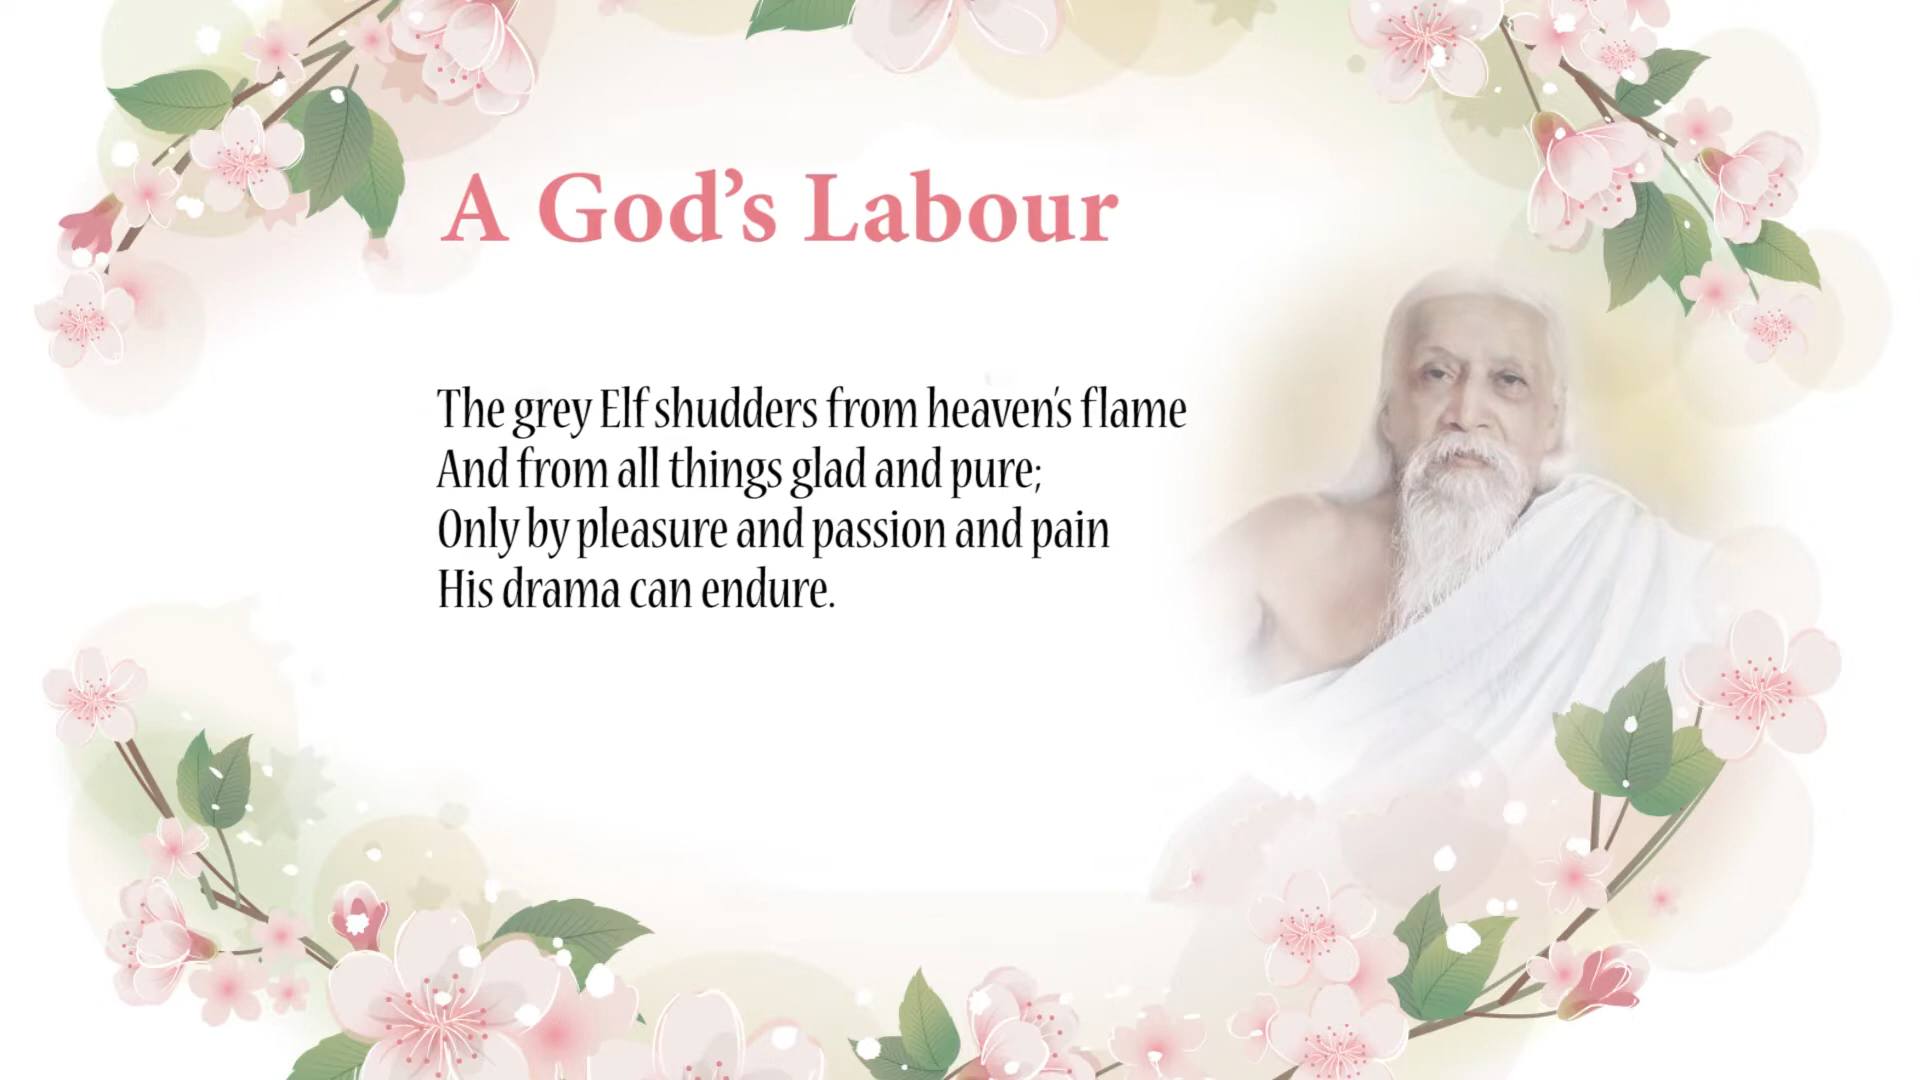 A God’s Labour
The grey Elf shudders from heaven’s flame
And from all things glad and pure;
Only by pleasure and passion and pain
His drama can endure.